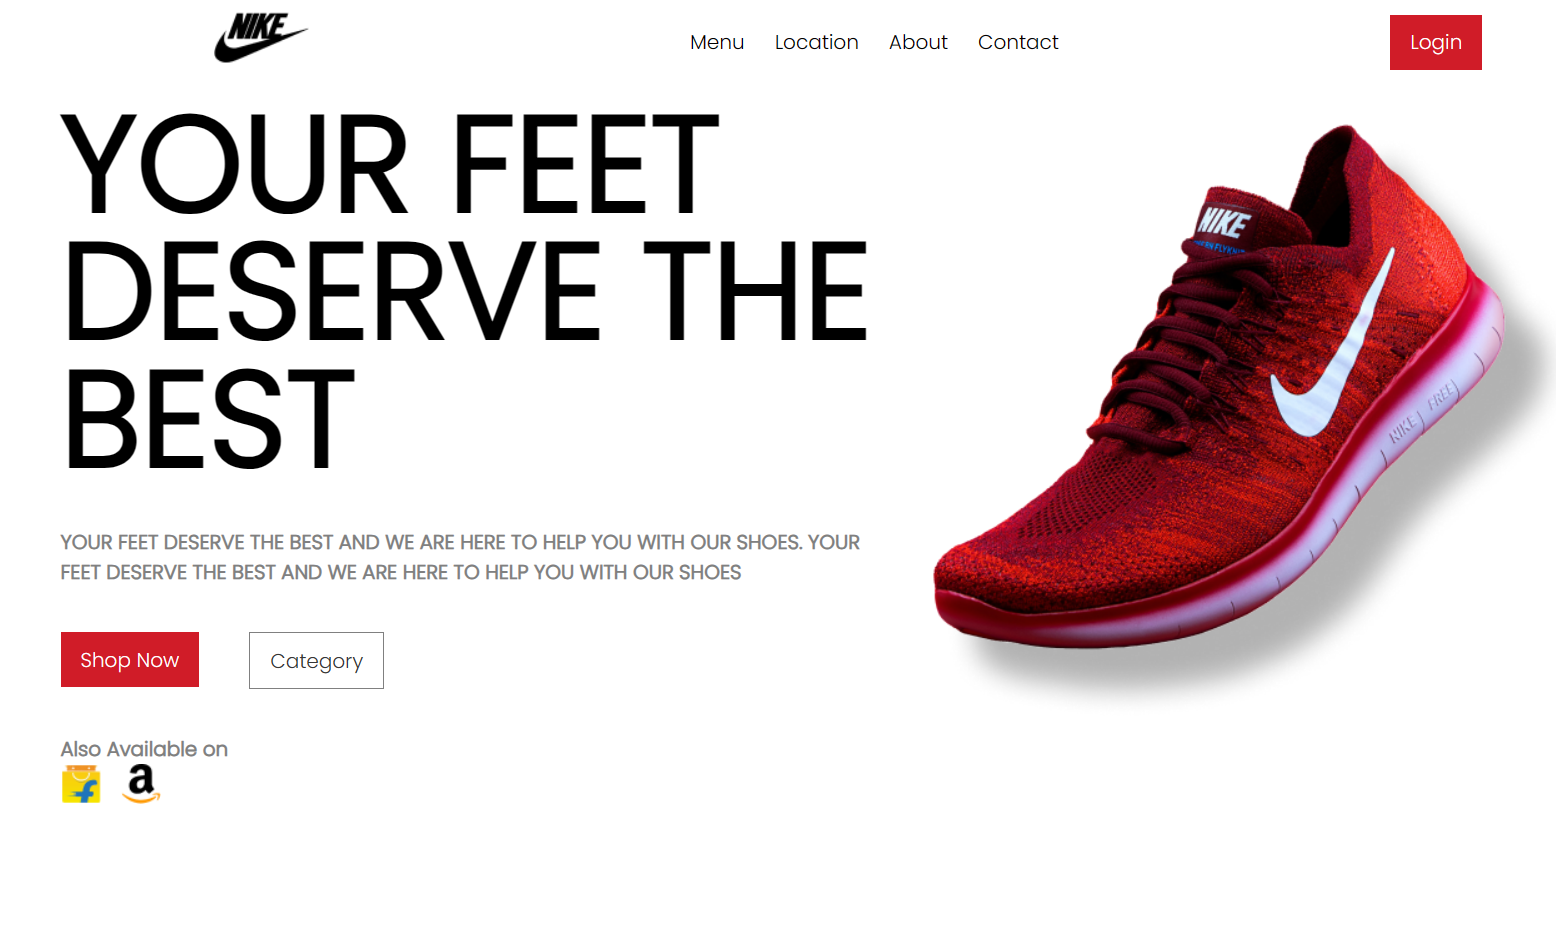 NIKE
Menu Location About Contact
Login
YOUR FEET
DESERVE THE
BEST
NIKE
NIKE FREE
YOUR FEET DESERVE THE BEST AND WE ARE HERE TO HELP YOU WITH OUR SHOES. YOUR
FEET DESERVE THE BEST AND WE ARE HERE TO HELP YOU WITH OUR SHOES
Shop Now
Category
Also Available on
f
a